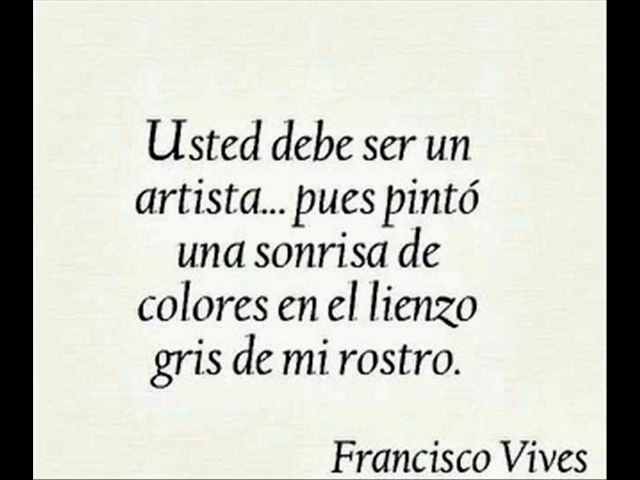 Usted debe ser un
artista... pues pintó
una sonrisa de
colores en el lienzo
gris de mi rostro.
Francisco Vives